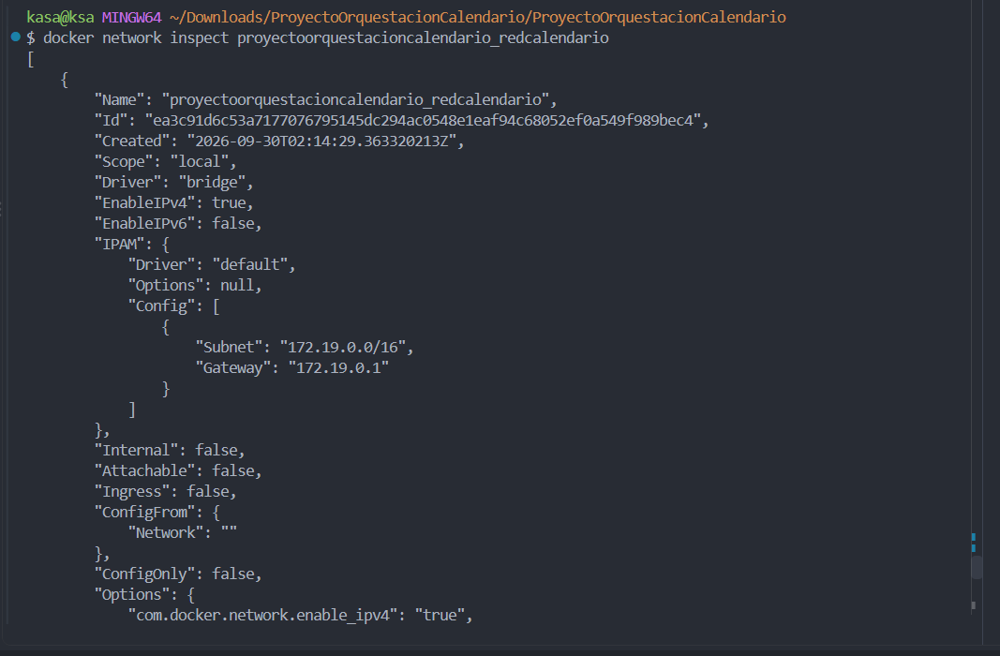 kasa@ksa MINGW64 ~/Downloads/ProyectoOrquestacionCalendario/ProyectoOrquestacionCalendario
$ docker network inspect proyectoorquestacioncalendario_redcalendario
[
    {
        "Name": "proyectoorquestacioncalendario_redcalendario",
        "Id": "ea3c91d6c53a7177076795145dc294ac0548e1eaf94c68052ef0a549f989bec4",
        "Created": "2026-09-30T02:14:29.363320213Z",
        "Scope": "local",
        "Driver": "bridge",
        "EnableIPv4": true,
        "EnableIPv6": false,
        "IPAM": {
            "Driver": "default",
            "Options": null,
            "Config": [
                {
                    "Subnet": "172.19.0.0/16",
                    "Gateway": "172.19.0.1"
                }
            ]
        },
        "Internal": false,
        "Attachable": false,
        "Ingress": false,
        "ConfigFrom": {
            "Network": ""
        },
        "ConfigOnly": false,
        "Options": {
            "com.docker.network.enable_ipv4": "true",